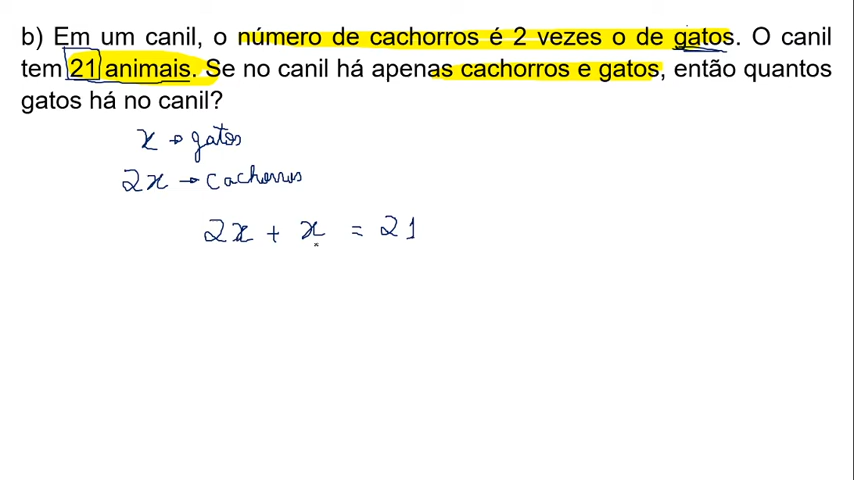 b) Em um canil, o número de cachorros é 2 vezes o de gatos. O canil
tem 21 animais. Se no canil há apenas cachorros e gatos, então quantos
gatos há no canil?
x → gatos
2x → cachorros
2x + x = 21